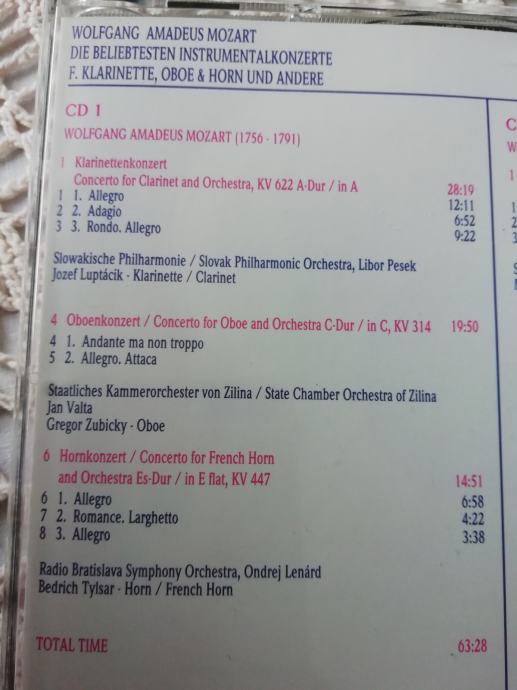 WOLFGANG AMADEUS MOZART
DIE BELIEBTESTEN INSTRUMENTALKONZERTE
F. KLARINETTE, OBOE & HORN UND ANDERE
CD 1
WOLFGANG AMADEUS MOZART (1756 - 1791)
1 Klarinettenkonzert
Concerto for Clarinet and Orchestra, KV 622 A-Dur / in A 28:19
1 1. Allegro 12:11
2 2. Adagio 6:52
3 3. Rondo. Allegro 9:22
Slowakische Philharmonie / Slovak Philharmonic Orchestra, Libor Pesek
Jozef Luptácik - Klarinette / Clarinet
4 Oboenkonzert / Concerto for Oboe and Orchestra C-Dur / in C, KV 314 19:50
4 1. Andante ma non troppo
5 2. Allegro. Attaca
Staatliches Kammerorchester von Zilina / State Chamber Orchestra of Zilina
Jan Valta
Gregor Zubicky - Oboe
6 Hornkonzert / Concerto for French Horn
and Orchestra Es-Dur / in E flat, KV 447 14:51
6 1. Allegro 6:58
7 2. Romance. Larghetto 4:22
8 3. Allegro 3:38
Radio Bratislava Symphony Orchestra, Ondrej Lenárd
Bedrich Tylsar - Horn / French Horn
TOTAL TIME 63:28